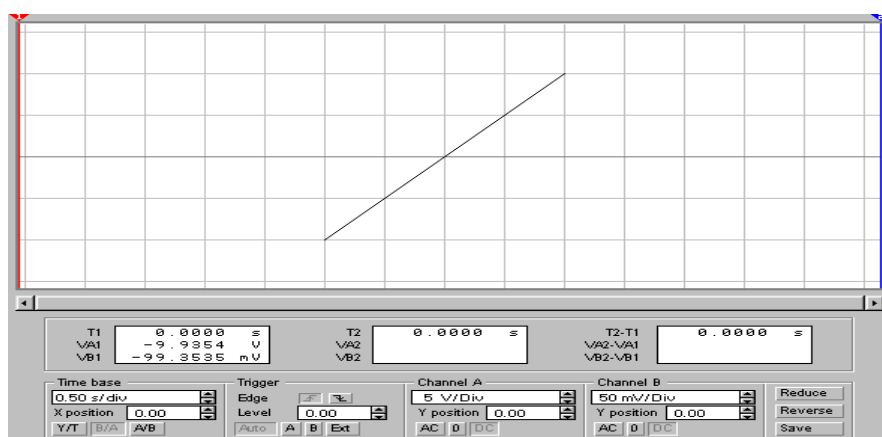 T1 0.0000 s T2 0.0000 s T2-T1 0.0000 s
VA1 -9.9354 V VA2 VA2-VA1
VB1 -99.3535 mV VB2 VB2-VB1
Time base Trigger Channel A Channel B
0.50 s/div Edge 5 V/Div 50 mV/Div Reduce
X position 0.00 Level 0.00 Y position 0.00 Y position 0.00 Reverse
Y/T B/A A/B Auto A B Ext AC 0 DC AC 0 DC Save